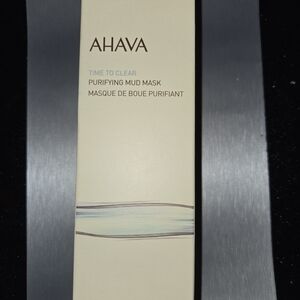 AHAVA
TIME TO CLEAR
PURIFYING MUD MASK
MASQUE DE BOUE PURIFIANT